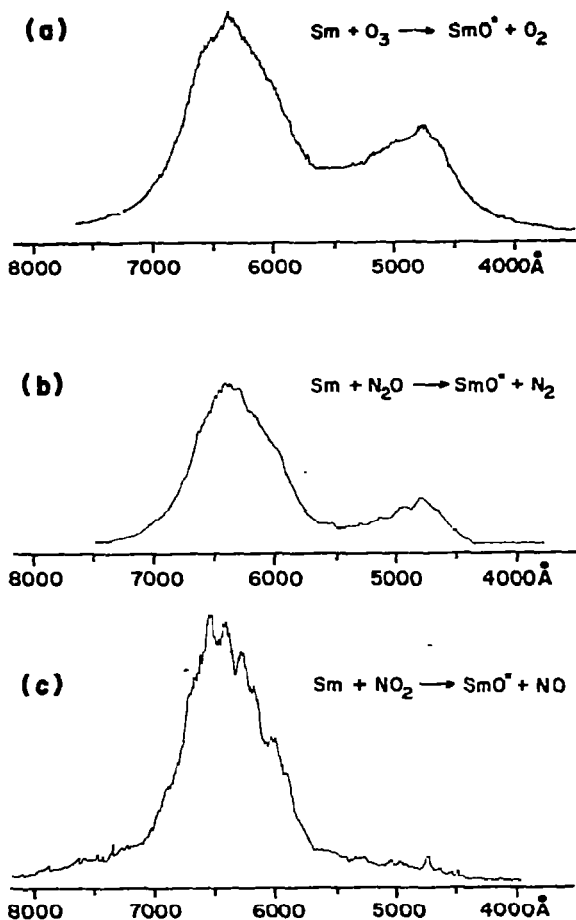 (a)
Sm + O₃ ⟶ SmO* + O₂
8000 7000 6000 5000 4000Å
(b)
Sm + N₂O ⟶ SmO* + N₂
8000 7000 6000 5000 4000Å
(c)
Sm + NO₂ ⟶ SmO* + NO
8000 7000 6000 5000 4000Å